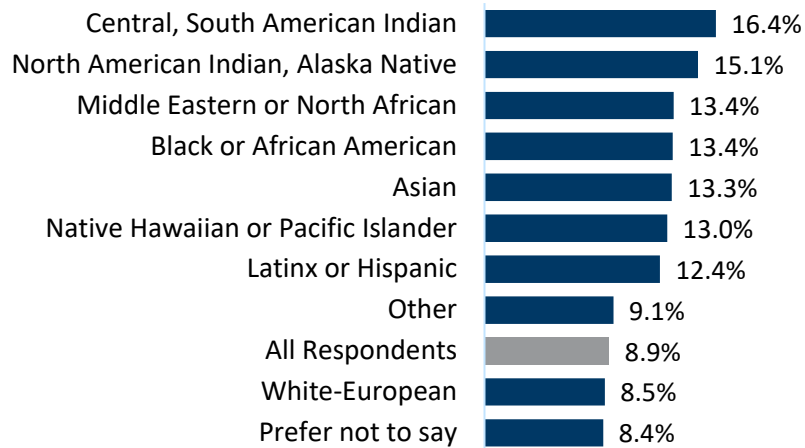 Central, South American Indian 16.4%
North American Indian, Alaska Native 15.1%
Middle Eastern or North African 13.4%
Black or African American 13.4%
Asian 13.3%
Native Hawaiian or Pacific Islander 13.0%
Latinx or Hispanic 12.4%
Other 9.1%
All Respondents 8.9%
White-European 8.5%
Prefer not to say 8.4%